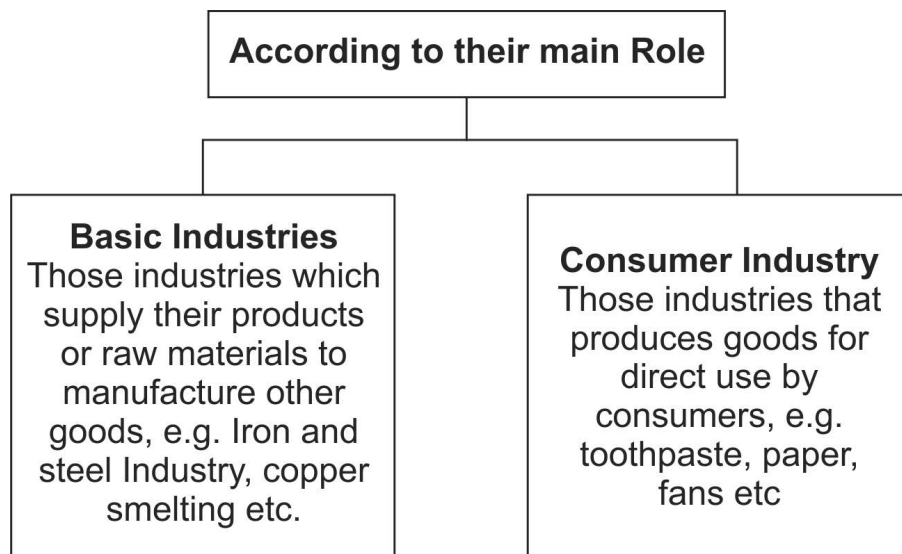 According to their main Role
Basic Industries
Those industries which
supply their products
or raw materials to
manufacture other
goods, e.g. Iron and
steel Industry, copper
smelting etc.
Consumer Industry
Those industries that
produces goods for
direct use by
consumers, e.g.
toothpaste, paper,
fans etc